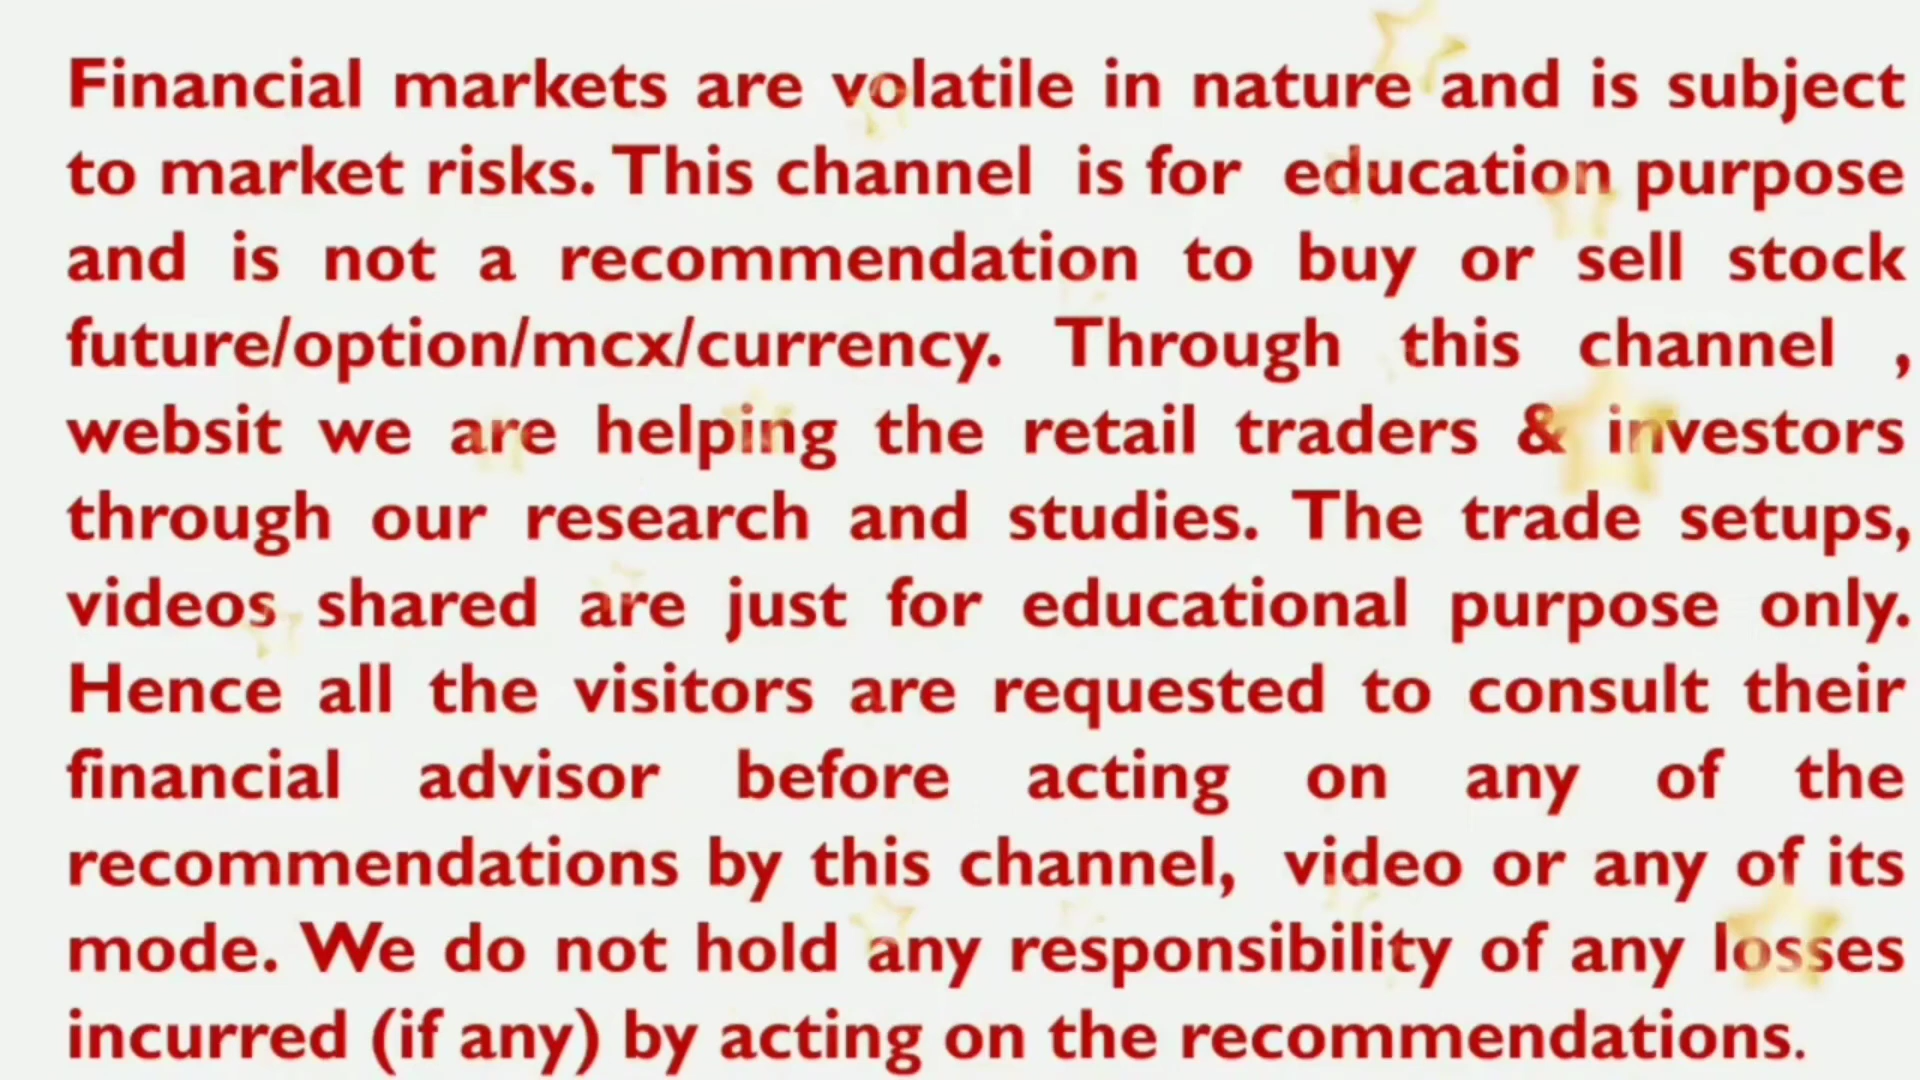 Financial markets are volatile in nature and is subject
to market risks. This channel is for education purpose
and is not a recommendation to buy or sell stock
future/option/mcx/currency. Through this channel ,
websit we are helping the retail traders & investors
through our research and studies. The trade setups,
videos shared are just for educational purpose only.
Hence all the visitors are requested to consult their
financial advisor before acting on any of the
recommendations by this channel, video or any of its
mode. We do not hold any responsibility of any losses
incurred (if any) by acting on the recommendations.